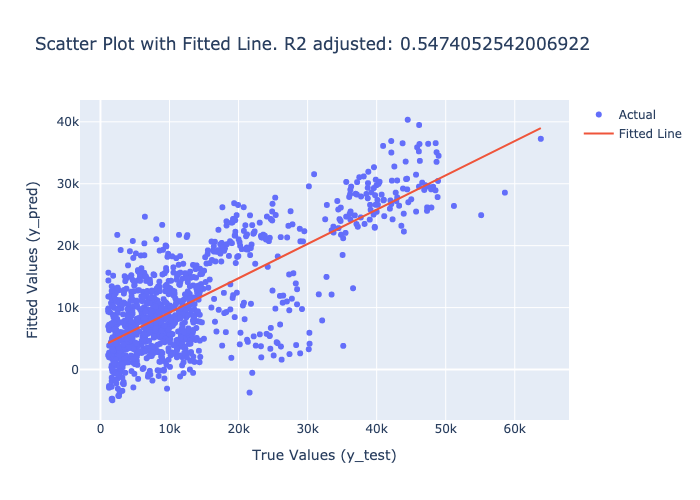 Scatter Plot with Fitted Line. R2 adjusted: 0.5474052542006922
Actual
Fitted Line
40k
30k
20k
10k
0
Fitted Values (y_pred)
0 10k 20k 30k 40k 50k 60k
True Values (y_test)